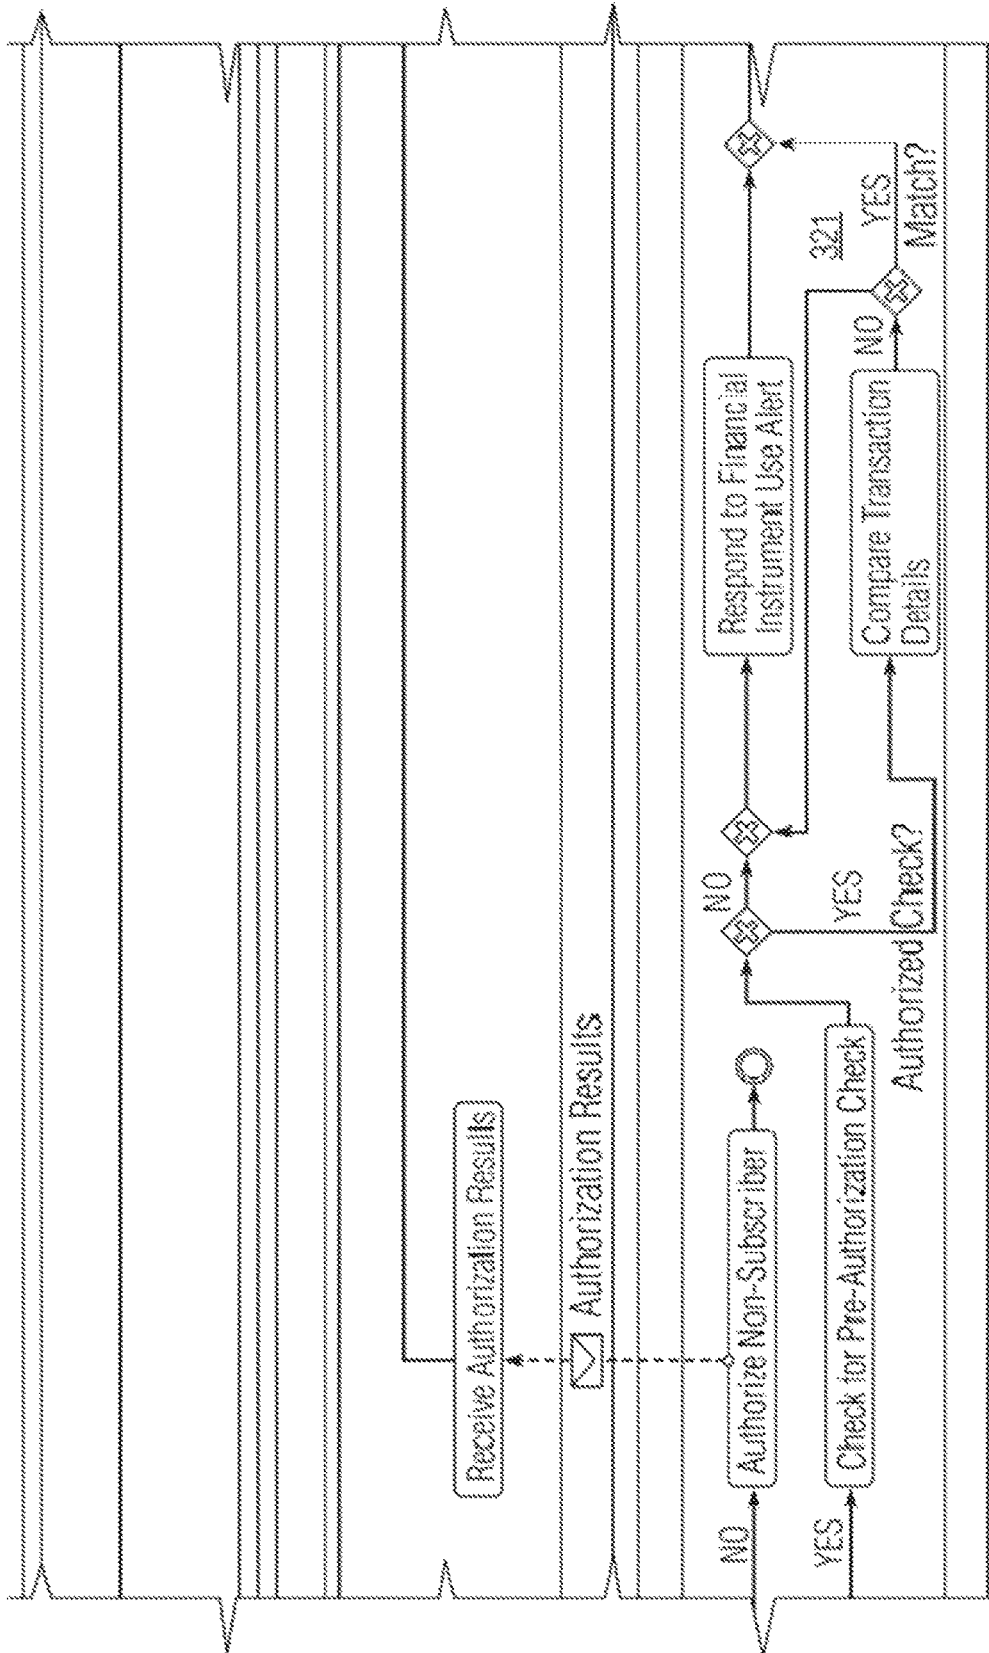 Receive Authorization Results
Authorization Results
NO
Authorize Non-Subscriber
YES
Check for Pre-Authorization Check
NO
YES
Authorized Check?
Respond to Financial
Instrument Use Alert
Compare Transaction
Details
NO
321
YES
Match?